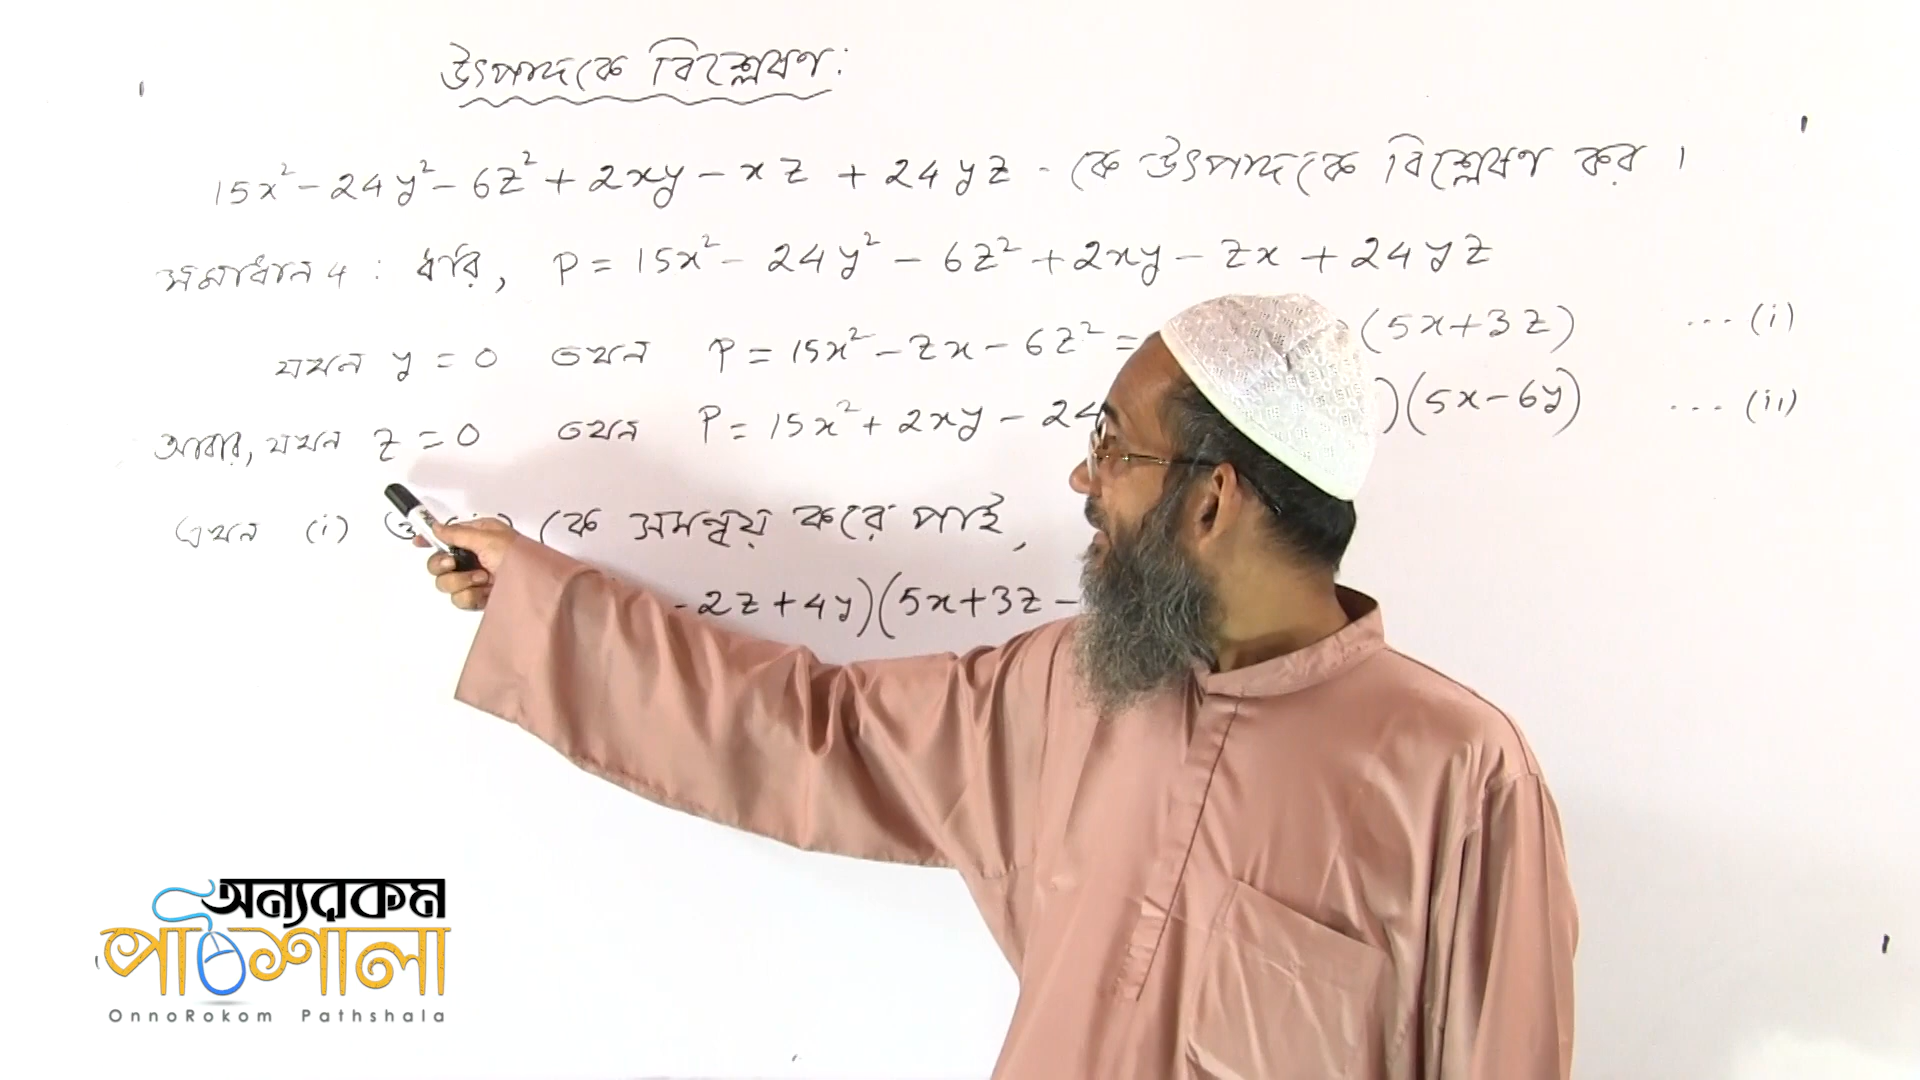 উৎপাদকে বিশ্লেষণ:
15x² - 24y² - 6z² + 2xy - xz + 24yz - কে উৎপাদকে বিশ্লেষণ কর।
সমাধান ঃ ধরি, P = 15x² - 24y² - 6z² + 2xy - zx + 24yz
যখন y = 0 তখন P = 15x² - zx - 6z² = (5x+3z) ... (i)
আবার, যখন z = 0 তখন P = 15x² + 2xy - 24 )(5x-6y) ... (ii)
এখন (i) ও কে সমন্বয় করে পাই,
-2z+4y)(5x+3z-
অন্যরকম
পাঠশালা
OnnoRokom Pathshala